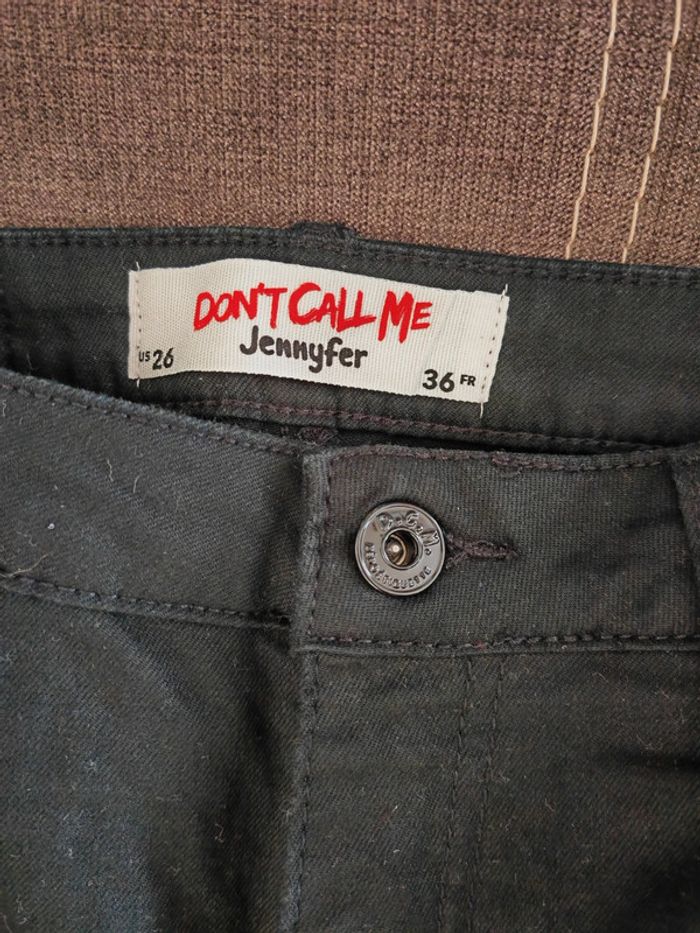 DON'T CALL ME
Jennyfer
US 26
36 FR
D.C.M.